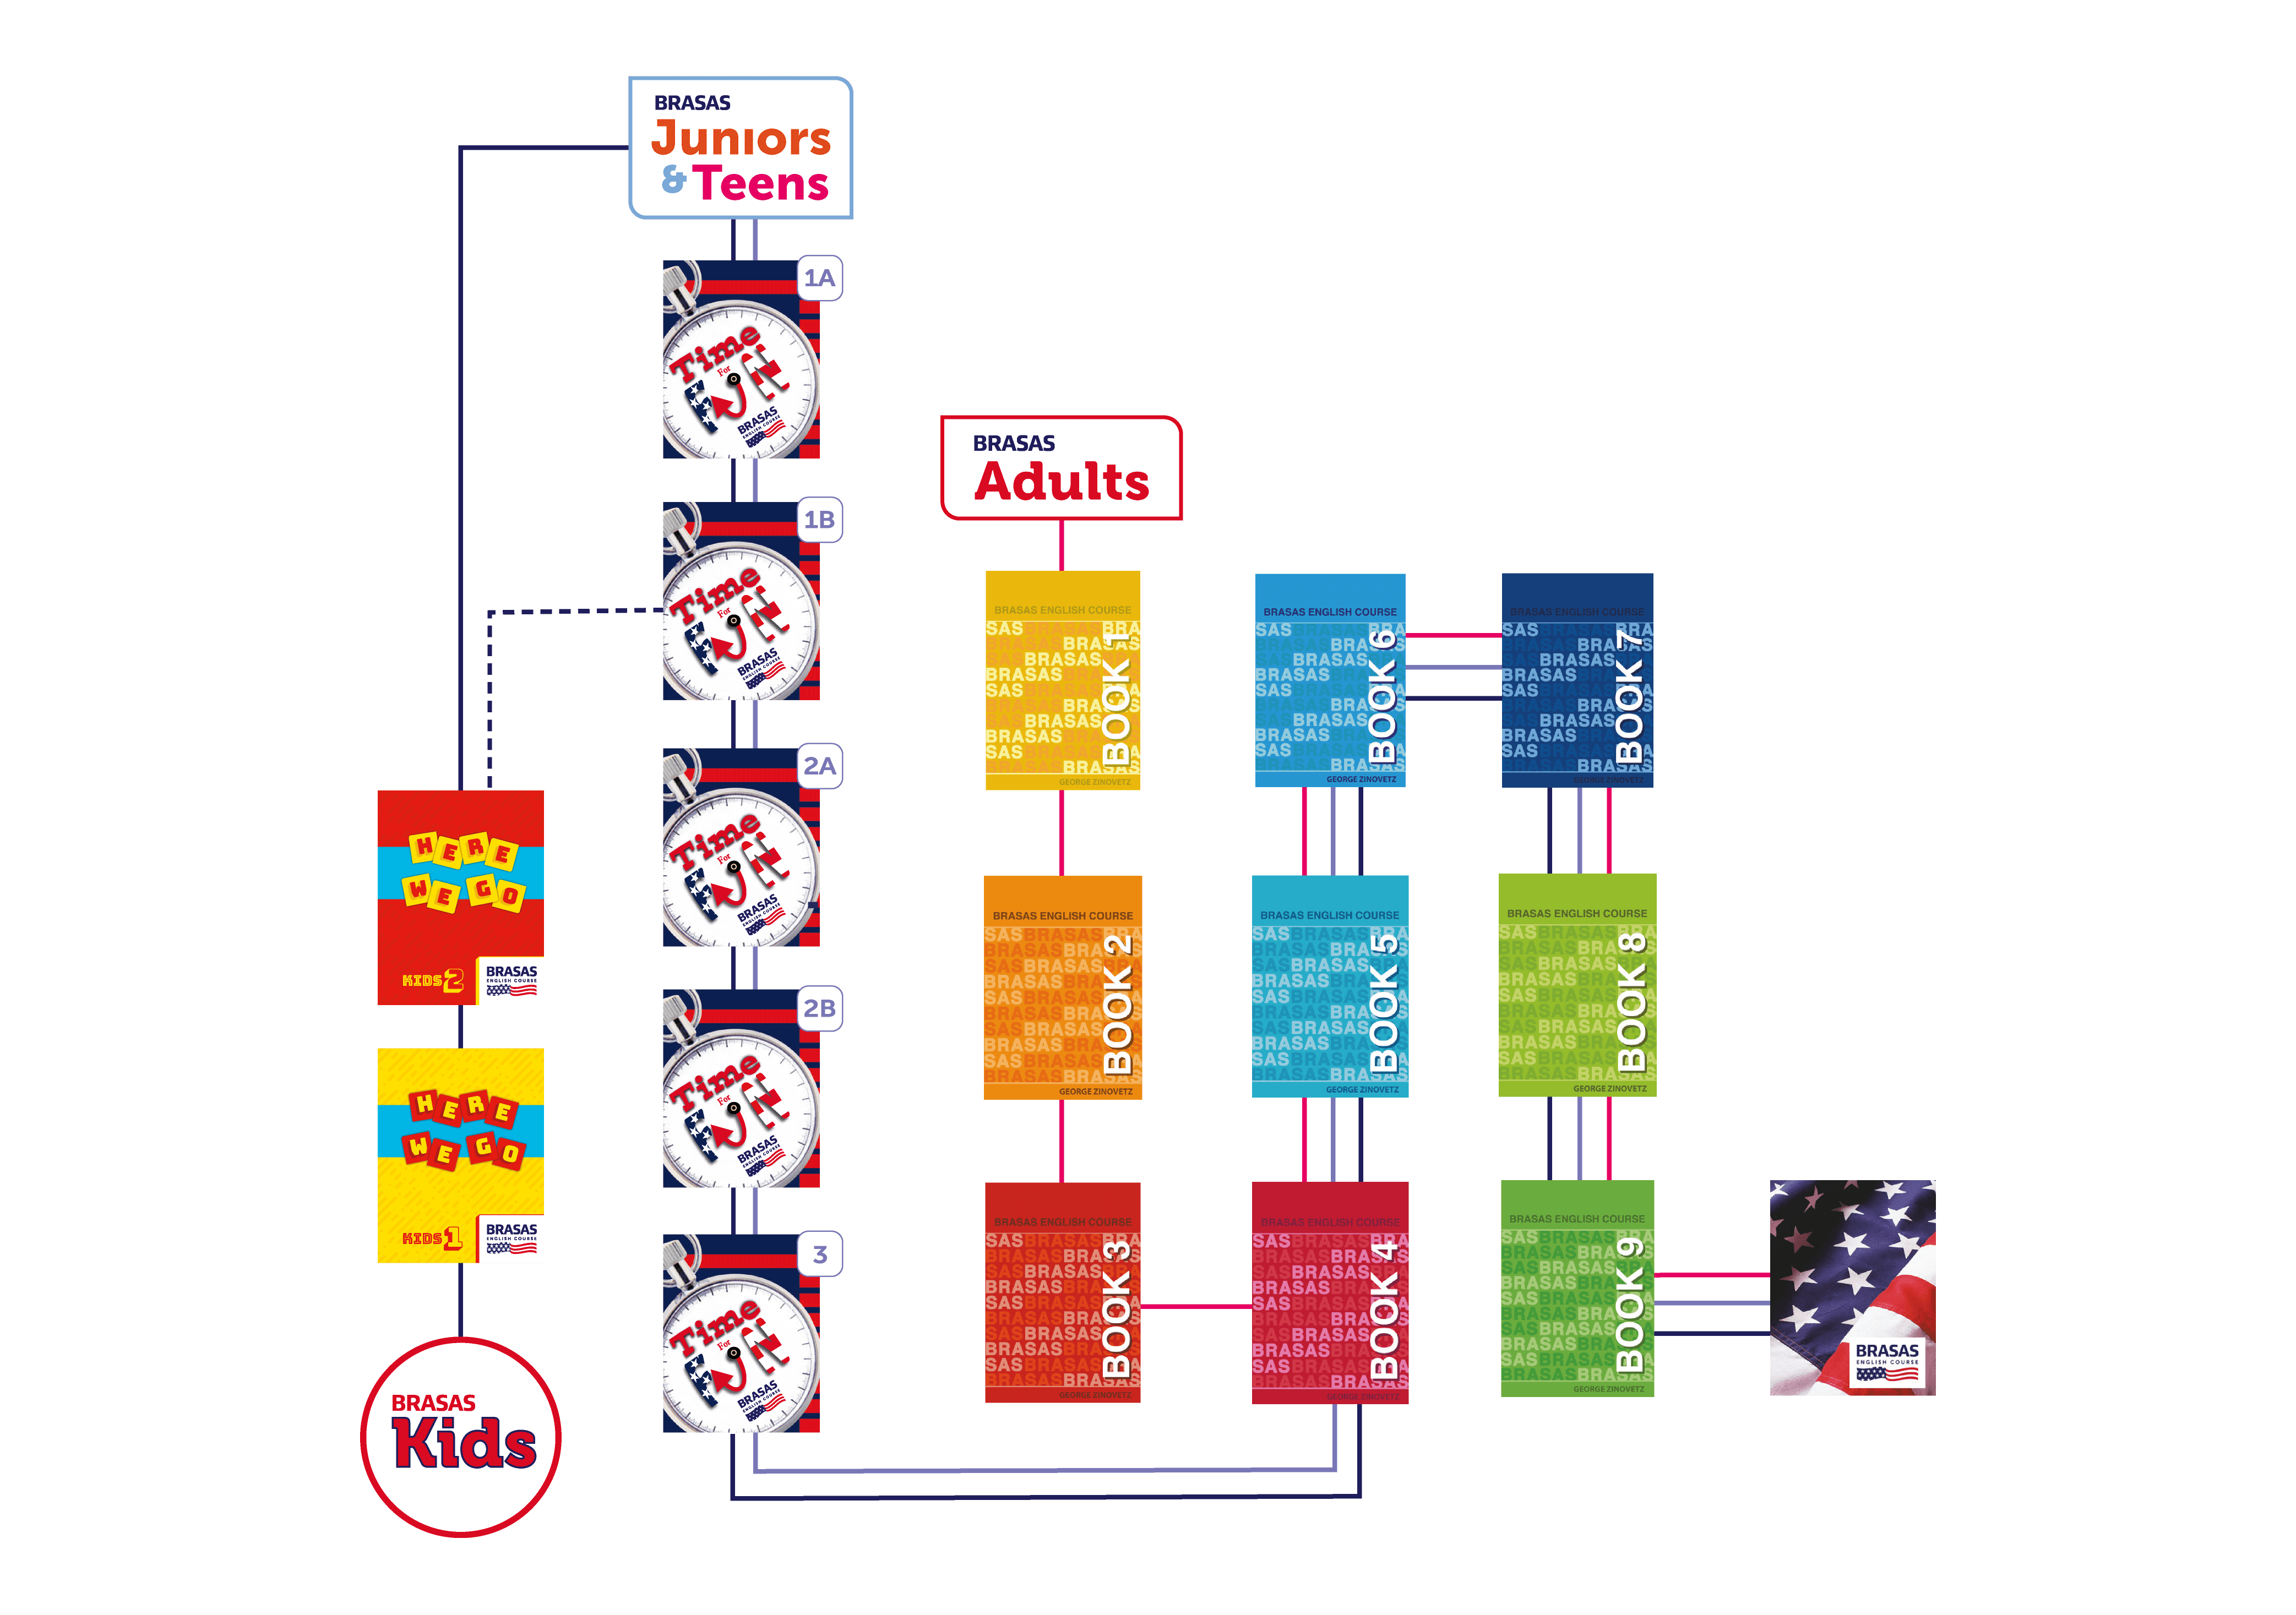 BRASAS
Juniors
& Teens
1A
Time
For
FUN
BRASAS
ENGLISH COURSE
1B
Time
For
FUN
BRASAS
ENGLISH COURSE
2A
Time
For
FUN
BRASAS
ENGLISH COURSE
2B
Time
For
FUN
BRASAS
ENGLISH COURSE
3
Time
For
FUN
BRASAS
ENGLISH COURSE
HERE
WE GO
KIDS 2
BRASAS
ENGLISH COURSE
HERE
WE GO
KIDS 1
BRASAS
ENGLISH COURSE
BRASAS
Kids
BRASAS
Adults
BRASAS ENGLISH COURSE
BOOK 1
GEORGE ZINOVETZ
BRASAS ENGLISH COURSE
BOOK 2
GEORGE ZINOVETZ
BRASAS ENGLISH COURSE
BOOK 3
GEORGE ZINOVETZ
BRASAS ENGLISH COURSE
BOOK 4
GEORGE ZINOVETZ
BRASAS ENGLISH COURSE
BOOK 5
GEORGE ZINOVETZ
BRASAS ENGLISH COURSE
BOOK 6
GEORGE ZINOVETZ
BRASAS ENGLISH COURSE
BOOK 7
GEORGE ZINOVETZ
BRASAS ENGLISH COURSE
BOOK 8
GEORGE ZINOVETZ
BRASAS ENGLISH COURSE
BOOK 9
GEORGE ZINOVETZ
BRASAS
ENGLISH COURSE